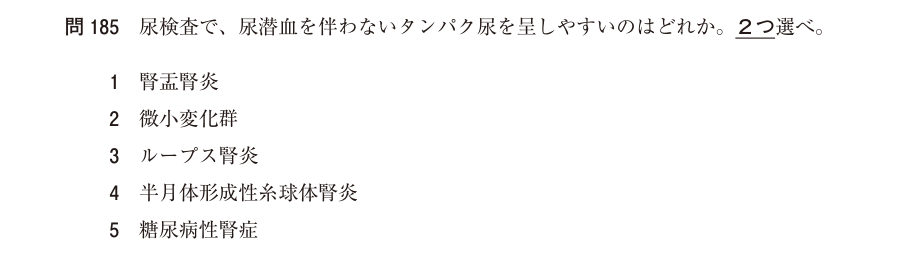 問 185 尿検査で、尿潜血を伴わないタンパク尿を呈しやすいのはどれか。2つ選べ。
1 腎盂腎炎
2 微小変化群
3 ループス腎炎
4 半月体形成性糸球体腎炎
5 糖尿病性腎症